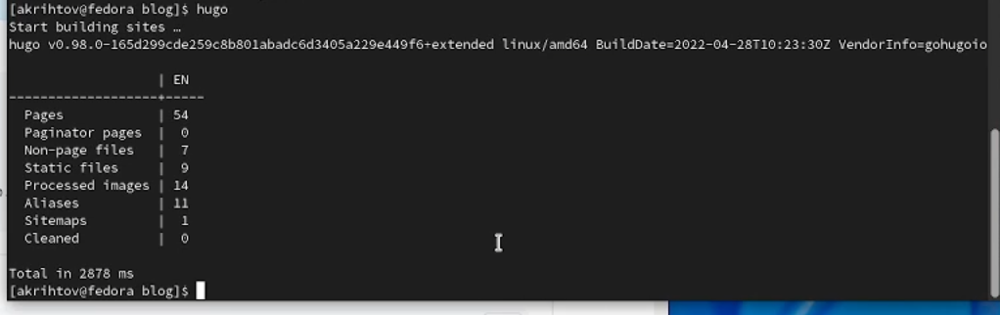 [akrihtov@fedora blog]$ hugo
Start building sites …
hugo v0.98.0-165d299cde259c8b801abadc6d3405a229e449f6+extended linux/amd64 BuildDate=2022-04-28T10:23:30Z VendorInfo=gohugoio
| EN
-------------------+-----
Pages | 54
Paginator pages | 0
Non-page files | 7
Static files | 9
Processed images | 14
Aliases | 11
Sitemaps | 1
Cleaned | 0
Total in 2878 ms
[akrihtov@fedora blog]$